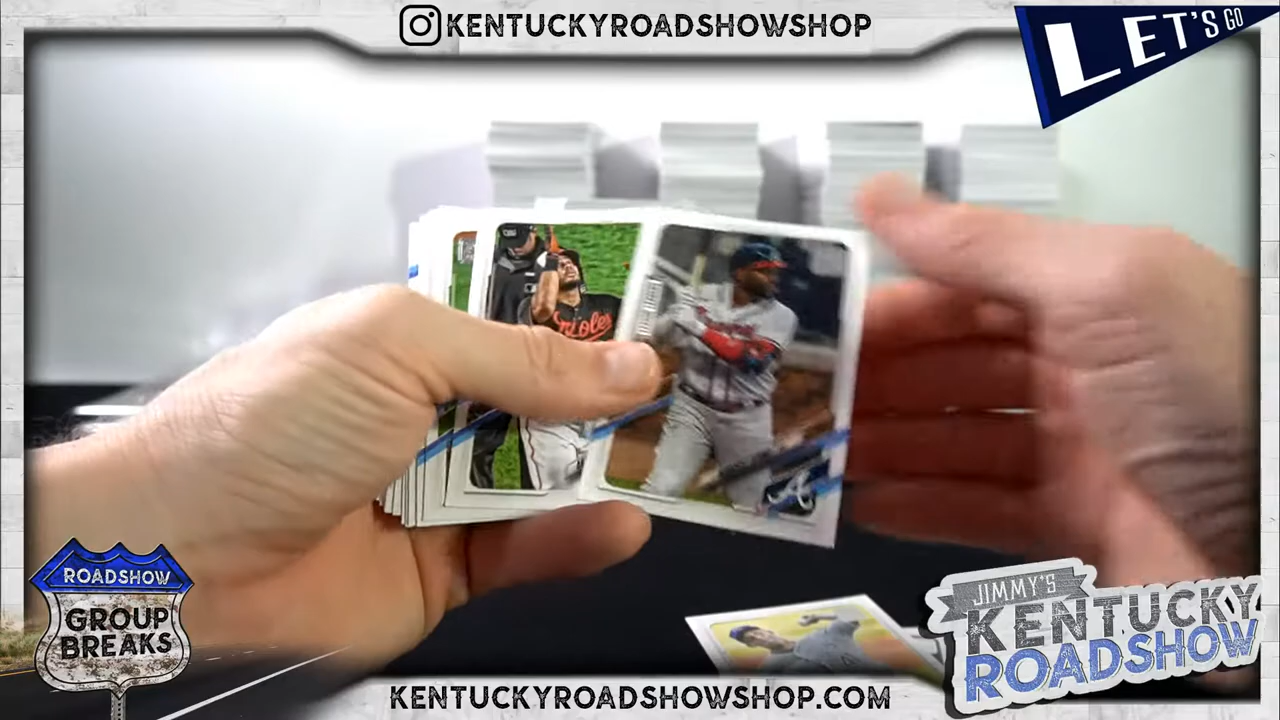 KENTUCKYROADSHOWSHOP
LET'S GO
Orioles
ROADSHOW
GROUP
BREAKS
JIMMY'S
KENTUCKY
ROADSHOW
KENTUCKYROADSHOWSHOP.COM